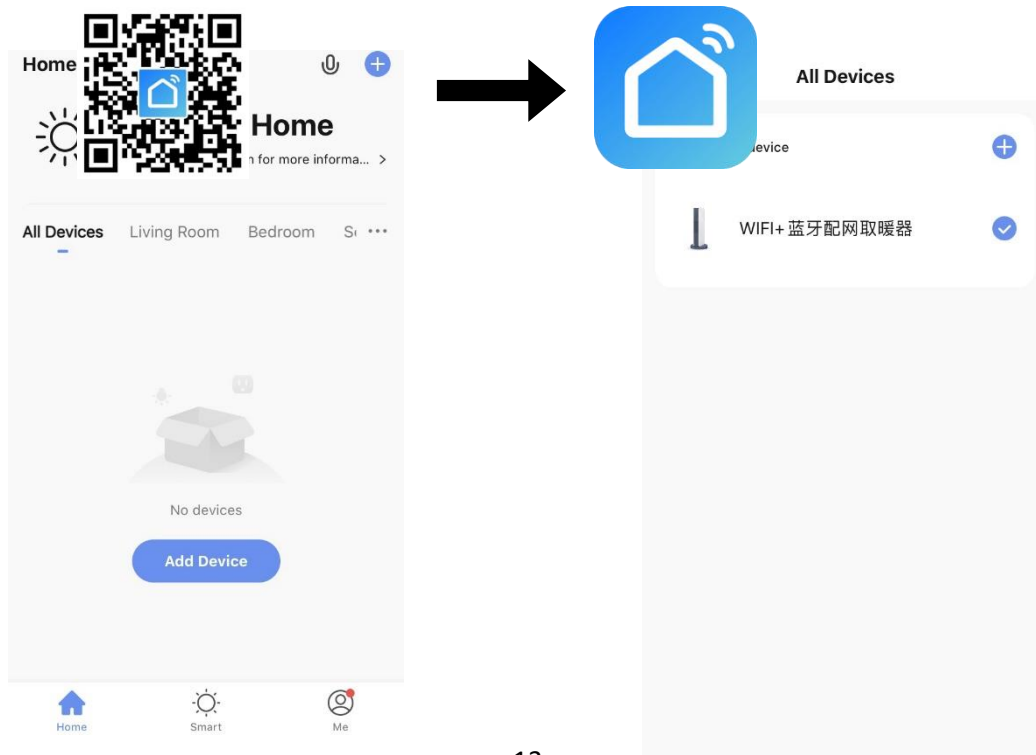 Home
Home
n for more informa... >
All Devices
Living Room
Bedroom
No devices
Add Device
Home
Smart
Me
All Devices
evice
WIFI+蓝牙配网取暖器